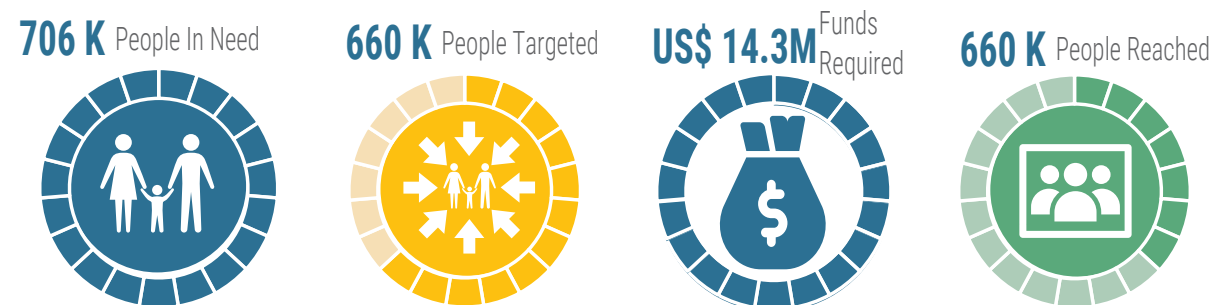 706 K People In Need
660 K People Targeted
US$ 14.3M Funds
Required
660 K People Reached
$